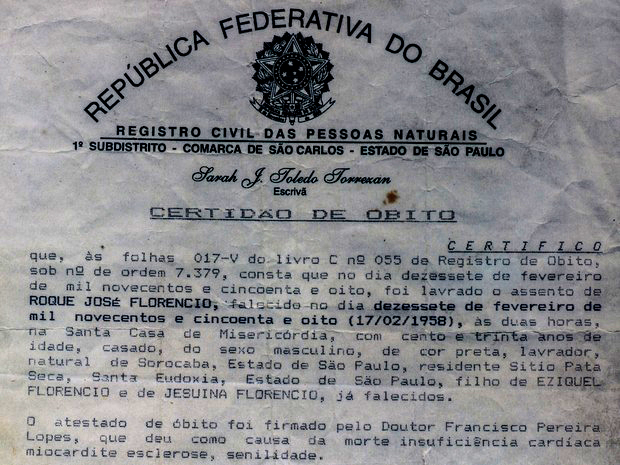 REPÚBLICA FEDERATIVA DO BRASIL
REGISTRO CIVIL DAS PESSOAS NATURAIS
1º SUBDISTRITO - COMARCA DE SÃO CARLOS - ESTADO DE SÃO PAULO
Sarah J. Toledo Torrezan
Escrivã
CERTIDÃO DE ÓBITO
CERTIFICO
que, às folhas 017-V do livro C nº 055 de Registro de Obito,
sob nº de ordem 7.379, consta que no dia dezessete de fevereiro
de mil novecentos e cincoenta e oito, foi lavrado o assento de
ROQUE JOSÉ FLORENCIO, falecido no dia dezessete de fevereiro de
mil novecentos e cincoenta e oito (17/02/1958), às duas horas,
na Santa Casa de Misericórdia, com cento e trinta anos de
idade, casado, do sexo masculino, de cor preta, lavrador,
natural de Sorocaba, Estado de São Paulo, residente Sitio Pata
Seca, Santa Eudoxia, Estado de São Paulo, filho de EZIQUEL
FLORENCIO e de JESUINA FLORENCIO, já falecidos.
O atestado de óbito foi firmado pelo Doutor Francisco Pereira
Lopes, que deu como causa da morte insuficiência cardíaca
miocardite esclerose, senilidade.